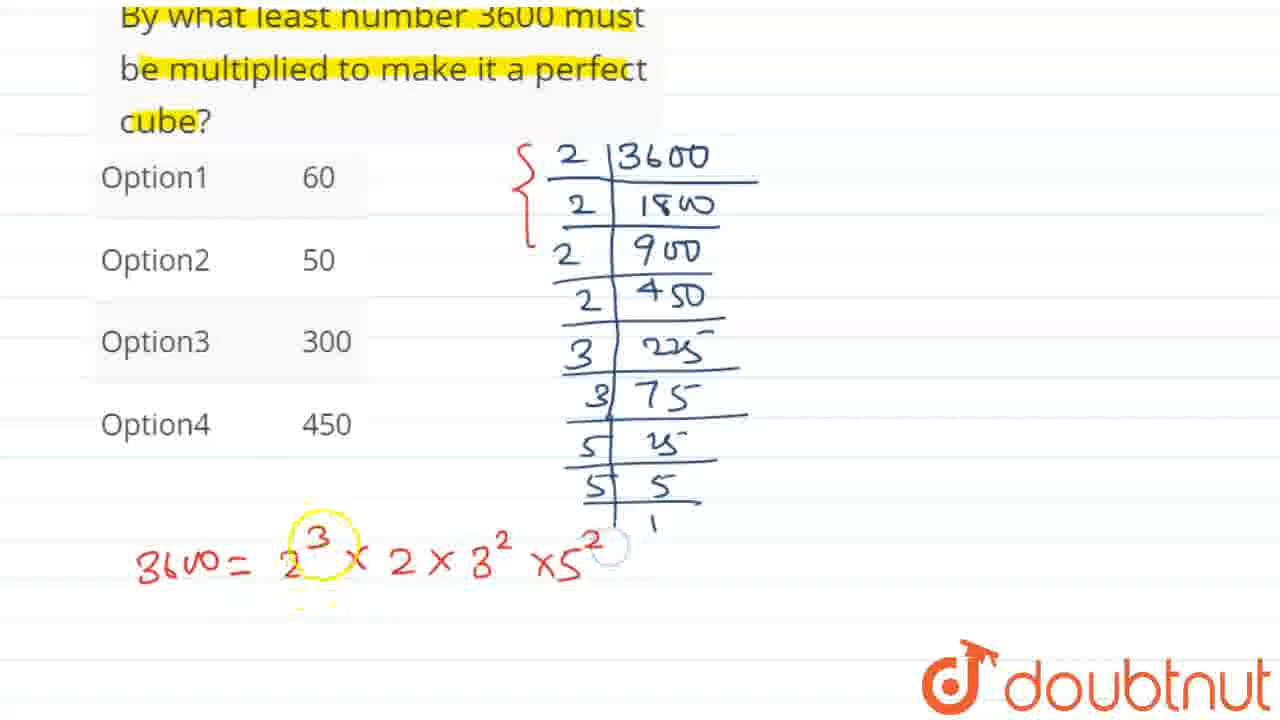 By what least number 3600 must
be multiplied to make it a perfect
cube?
Option1 60
Option2 50
Option3 300
Option4 450
2 3600
2 1800
2 900
2 450
3 225
3 75
5 25
5 5
1
3600 = 2³ × 2 × 3² × 5²
doubtnut